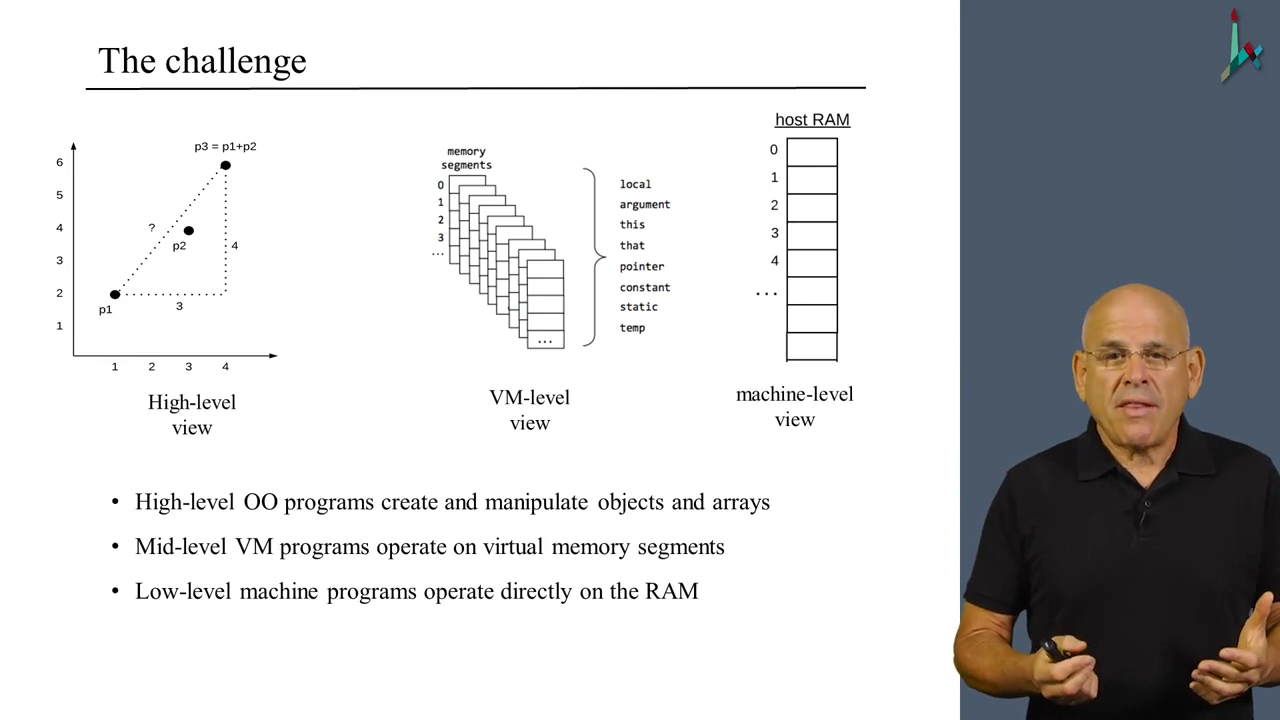 The challenge
p3 = p1+p2
6
5
4
3
2
1
?
p2
4
p1
3
1
2
3
4
High-level
view
memory
segments
0
1
2
3
...
...
local
argument
this
that
pointer
constant
static
temp
VM-level
view
host RAM
0
1
2
3
4
...
machine-level
view
• High-level OO programs create and manipulate objects and arrays
• Mid-level VM programs operate on virtual memory segments
• Low-level machine programs operate directly on the RAM